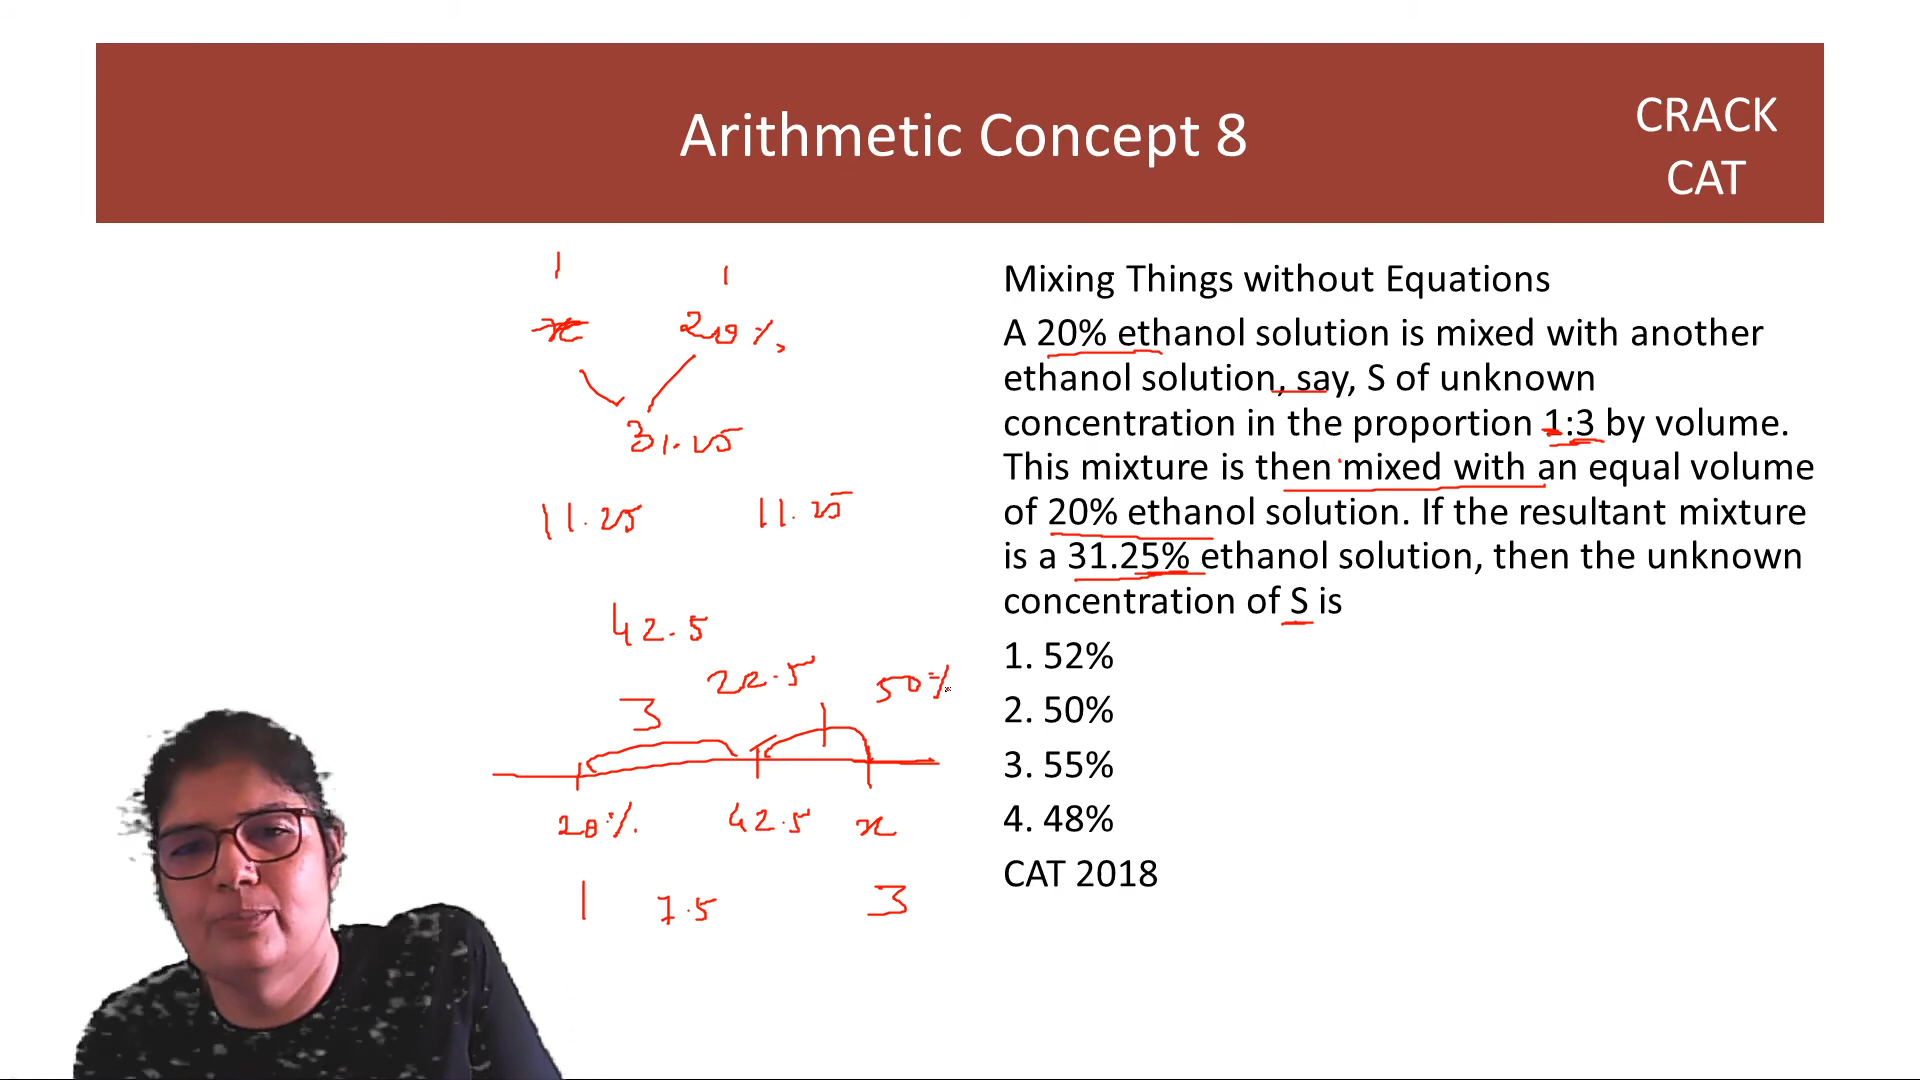 Arithmetic Concept 8
CRACK
CAT
1 1
x 20%
31.25
11.25 11.25
42.5
3 22.5 1 50%
20% 42.5 x
1 7.5 3
Mixing Things without Equations
A 20% ethanol solution is mixed with another
ethanol solution, say, S of unknown
concentration in the proportion 1:3 by volume.
This mixture is then mixed with an equal volume
of 20% ethanol solution. If the resultant mixture
is a 31.25% ethanol solution, then the unknown
concentration of S is
1. 52%
2. 50%
3. 55%
4. 48%
CAT 2018